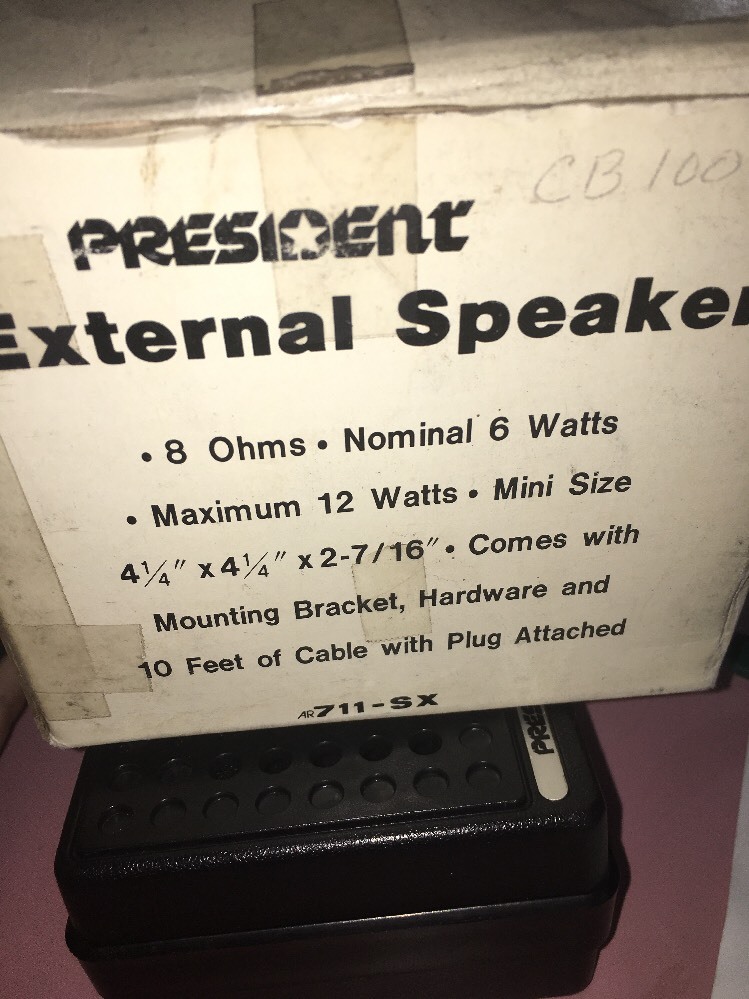 CB 100
PRESIDENT
External Speaker
• 8 Ohms • Nominal 6 Watts
• Maximum 12 Watts • Mini Size
4¼" x 4¼" x 2-7/16" • Comes with
Mounting Bracket, Hardware and
10 Feet of Cable with Plug Attached
AR711-SX
PRES